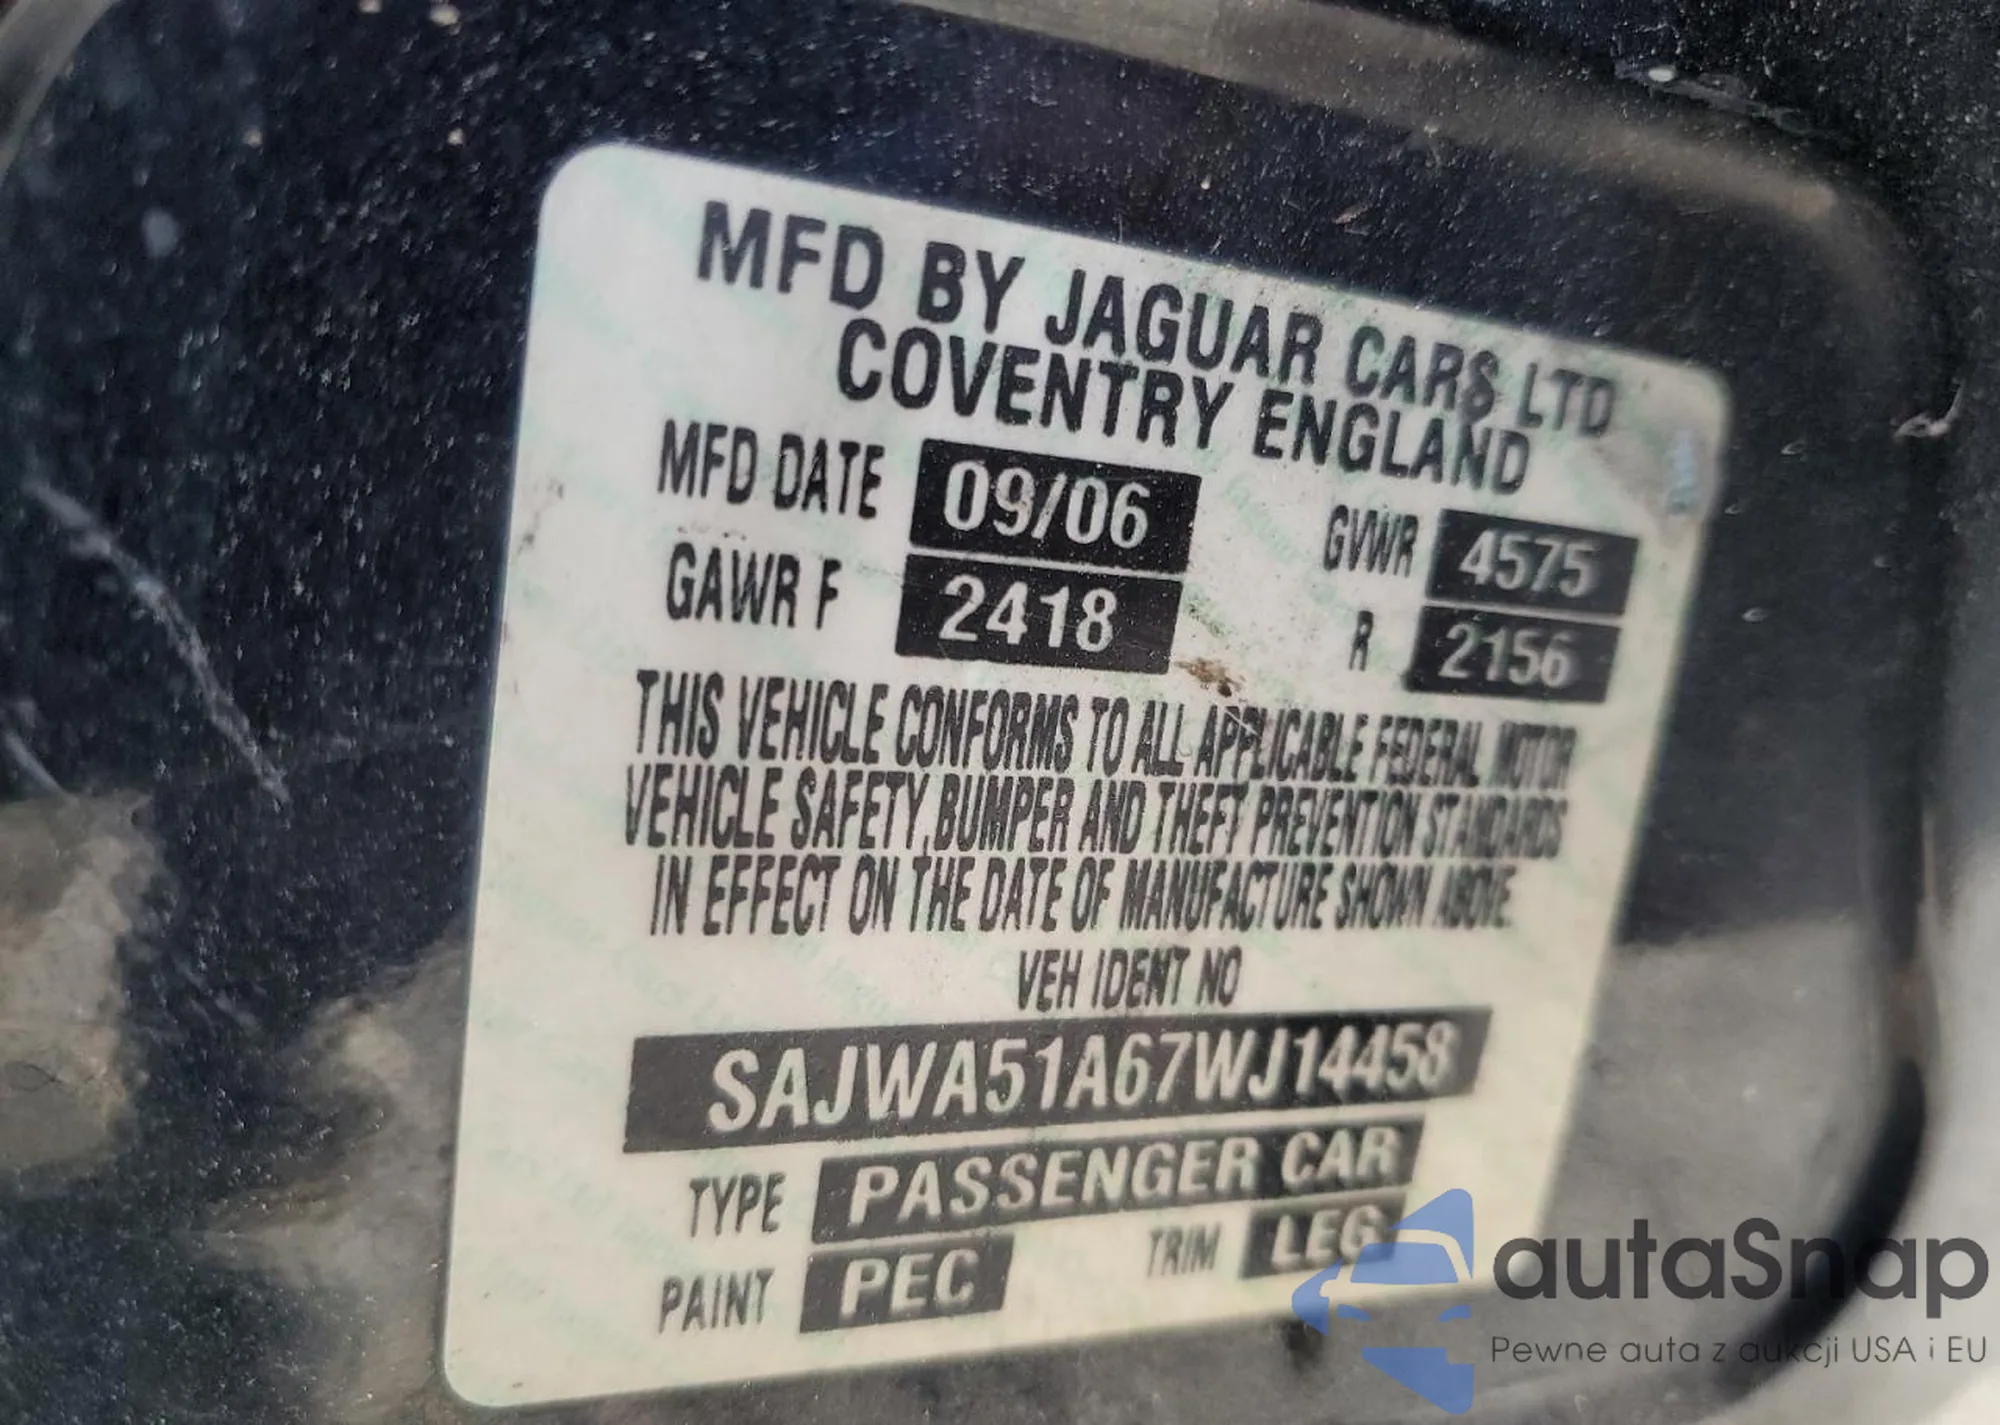 MFD BY JAGUAR CARS LTD
COVENTRY ENGLAND
MFD DATE 09/06 GVWR 4575
GAWR F 2418 R 2156
THIS VEHICLE CONFORMS TO ALL APPLICABLE FEDERAL MOTOR
VEHICLE SAFETY, BUMPER AND THEFT PREVENTION STANDARDS
IN EFFECT ON THE DATE OF MANUFACTURE SHOWN ABOVE.
VEH IDENT NO
SAJWA51A67WJ14458
TYPE PASSENGER CAR
PAINT PEC TRIM LEG
autaSnap
Pewne auta z aukcji USA i EU